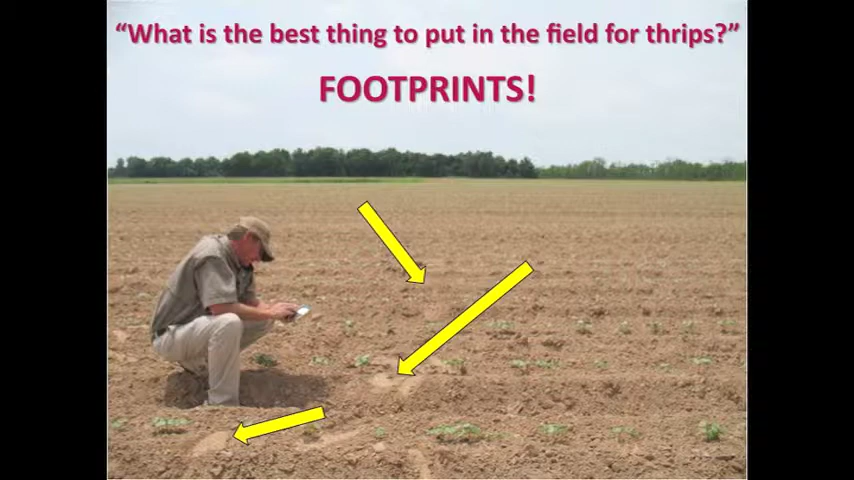 “What is the best thing to put in the field for thrips?”
FOOTPRINTS!